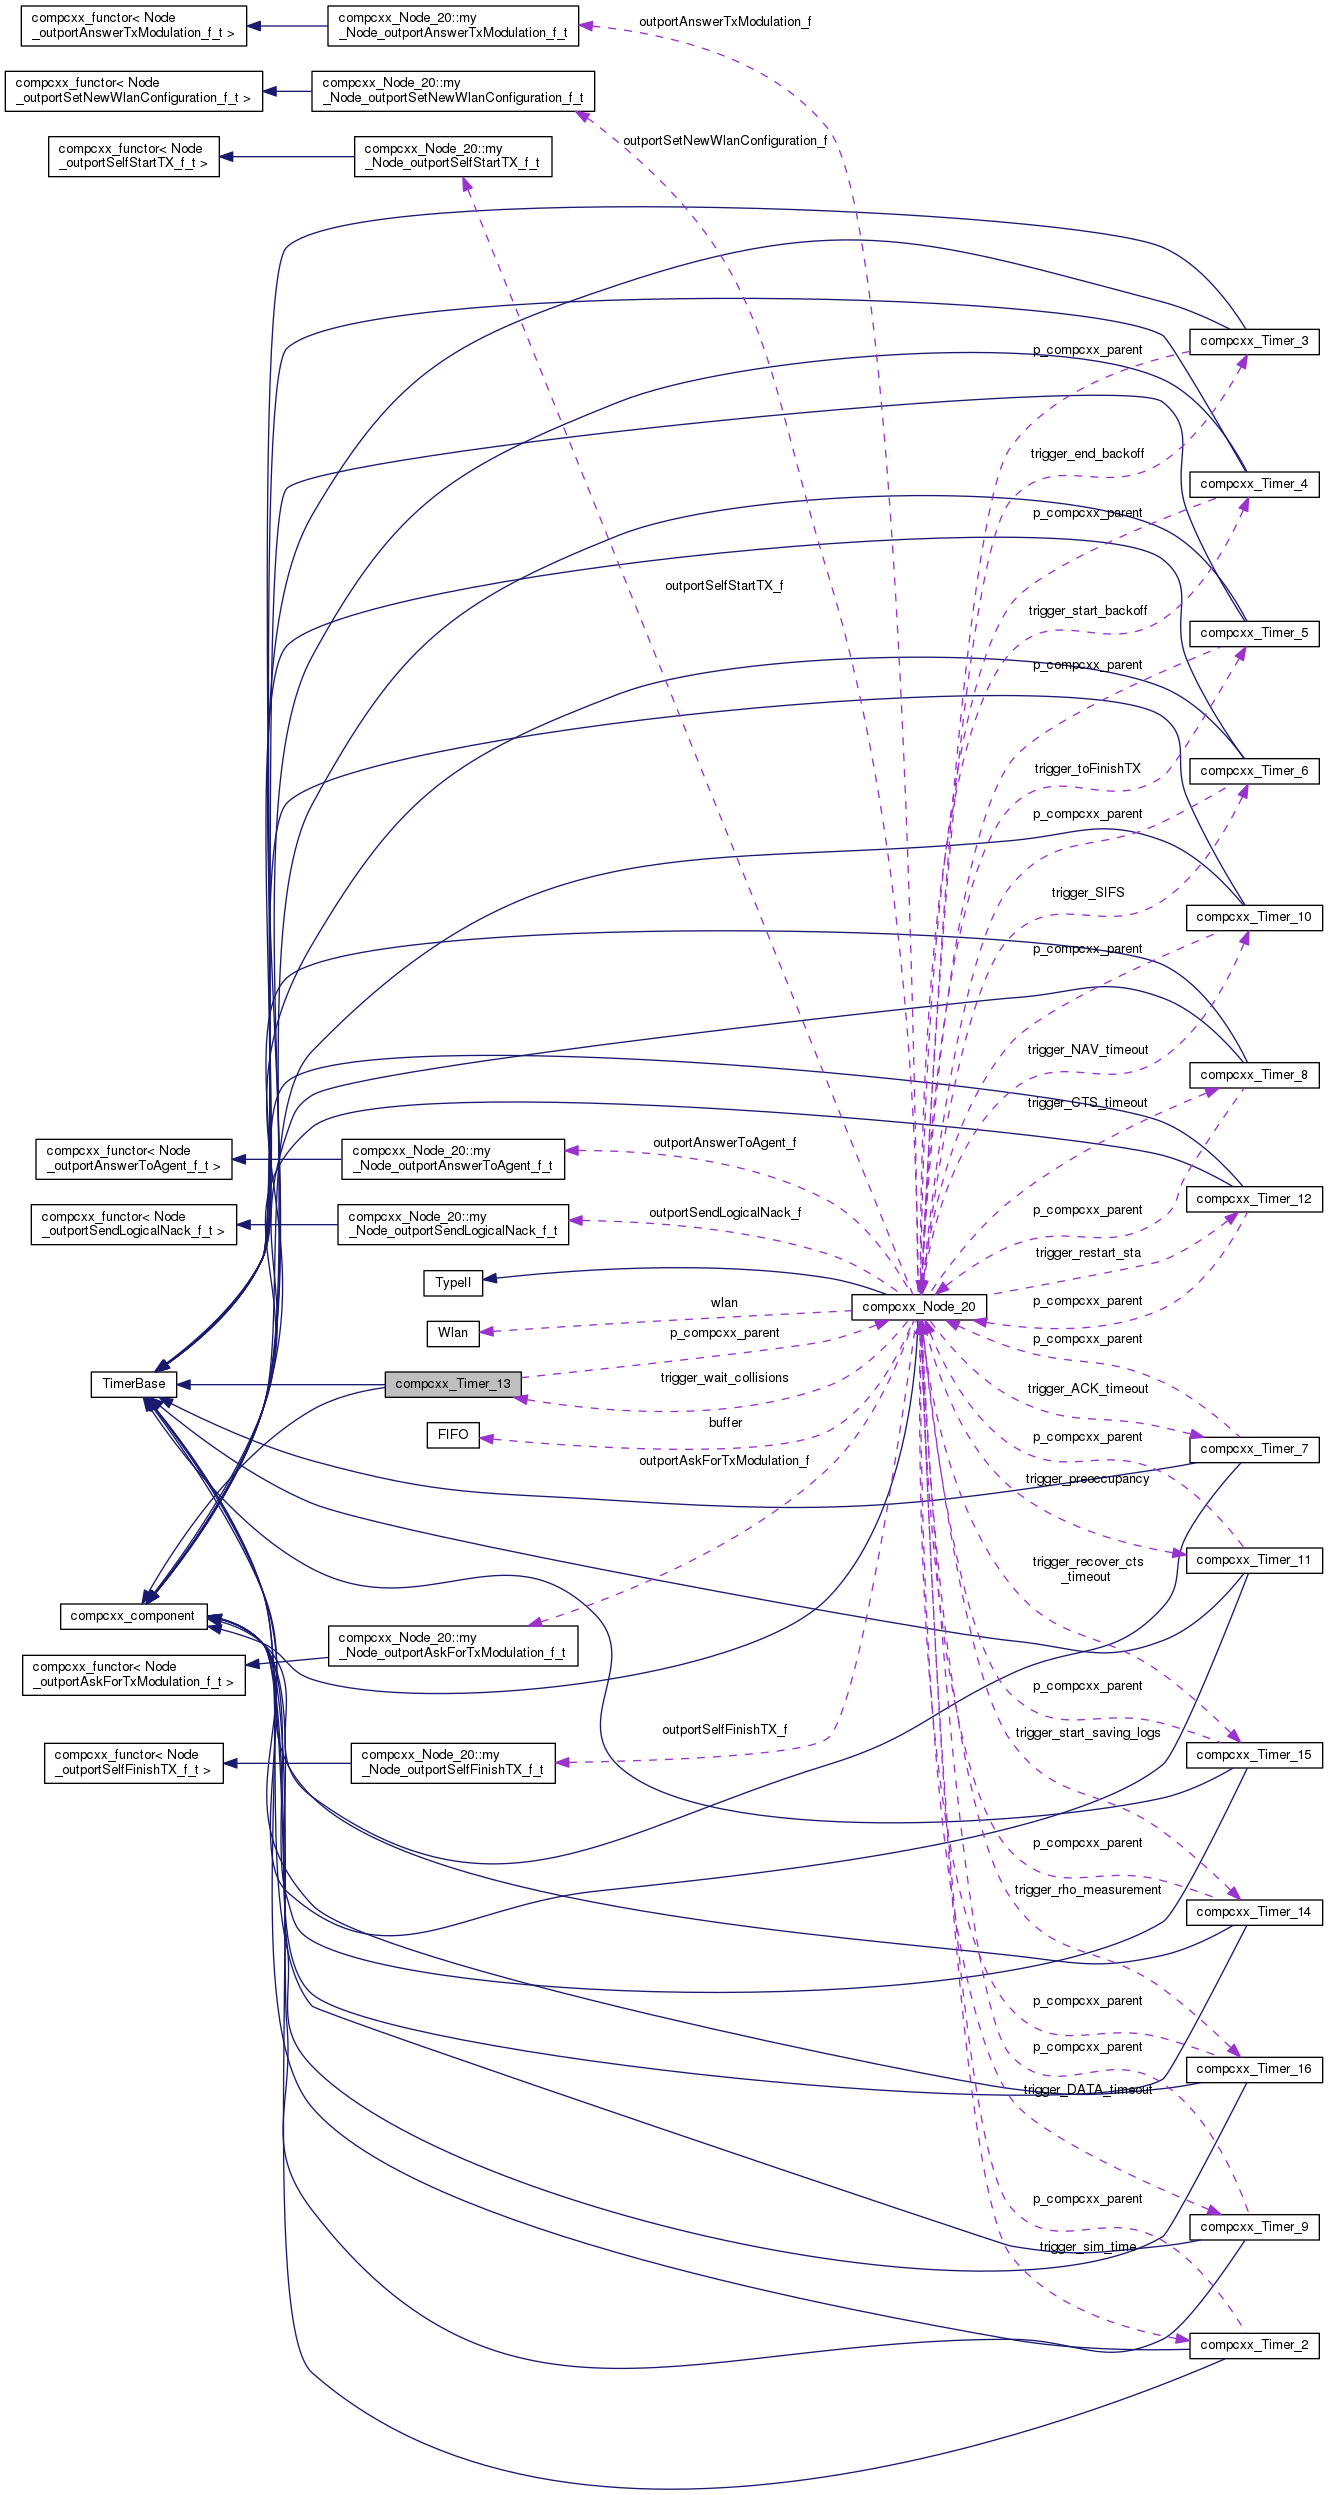 compcxx_functor< Node
_outportAnswerTxModulation_f_t >
compcxx_Node_20::my
_Node_outportAnswerTxModulation_f_t
outportAnswerTxModulation_f
compcxx_functor< Node
_outportSetNewWlanConfiguration_f_t >
compcxx_Node_20::my
_Node_outportSetNewWlanConfiguration_f_t
outportSetNewWlanConfiguration_f
compcxx_functor< Node
_outportSelfStartTX_f_t >
compcxx_Node_20::my
_Node_outportSelfStartTX_f_t
compcxx_Timer_3
p_compcxx_parent
trigger_end_backoff
compcxx_Timer_4
p_compcxx_parent
outportSelfStartTX_f
trigger_start_backoff
compcxx_Timer_5
p_compcxx_parent
trigger_toFinishTX
compcxx_Timer_6
p_compcxx_parent
trigger_SIFS
compcxx_Timer_10
p_compcxx_parent
trigger_NAV_timeout
compcxx_Timer_8
trigger_CTS_timeout
compcxx_functor< Node
_outportAnswerToAgent_f_t >
compcxx_Node_20::my
_Node_outportAnswerToAgent_f_t
outportAnswerToAgent_f
compcxx_Timer_12
compcxx_functor< Node
_outportSendLogicalNack_f_t >
compcxx_Node_20::my
_Node_outportSendLogicalNack_f_t
outportSendLogicalNack_f
p_compcxx_parent
trigger_restart_sta
TypeII
wlan
compcxx_Node_20
p_compcxx_parent
Wlan
p_compcxx_parent
p_compcxx_parent
TimerBase
compcxx_Timer_13
trigger_wait_collisions
trigger_ACK_timeout
FIFO
buffer
p_compcxx_parent
compcxx_Timer_7
outportAskForTxModulation_f
trigger_preoccupancy
compcxx_Timer_11
trigger_recover_cts
_timeout
compcxx_component
compcxx_Node_20::my
_Node_outportAskForTxModulation_f_t
compcxx_functor< Node
_outportAskForTxModulation_f_t >
p_compcxx_parent
outportSelfFinishTX_f
trigger_start_saving_logs
compcxx_functor< Node
_outportSelfFinishTX_f_t >
compcxx_Node_20::my
_Node_outportSelfFinishTX_f_t
compcxx_Timer_15
p_compcxx_parent
trigger_rho_measurement
compcxx_Timer_14
p_compcxx_parent
p_compcxx_parent
compcxx_Timer_16
trigger_DATA_timeout
p_compcxx_parent
compcxx_Timer_9
trigger_sim_time
compcxx_Timer_2